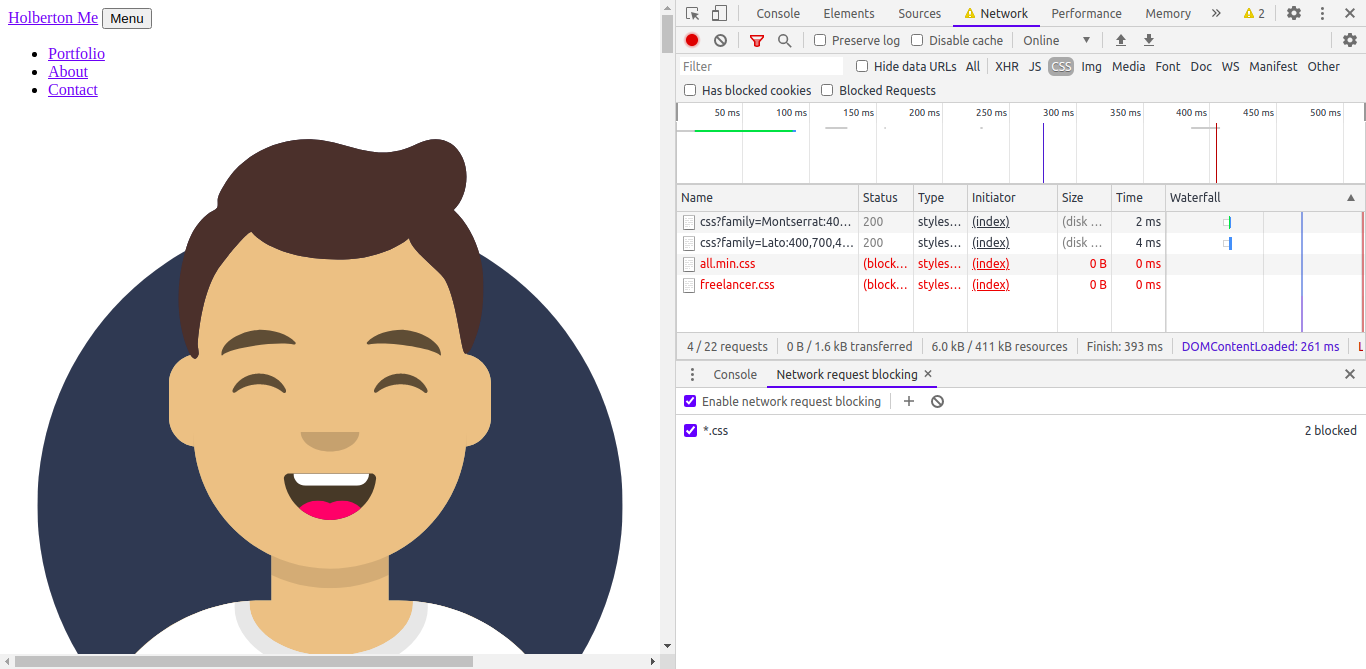 Holberton Me Menu
Portfolio
About
Contact
Console Elements Sources Network Performance Memory 2
Preserve log Disable cache Online
Filter Hide data URLs All XHR JS CSS Img Media Font Doc WS Manifest Other
Has blocked cookies Blocked Requests
50 ms 100 ms 150 ms 200 ms 250 ms 300 ms 350 ms 400 ms 450 ms 500 ms
Name Status Type Initiator Size Time Waterfall
css?family=Montserrat:40... 200 styles... (index) (disk ... 2 ms
css?family=Lato:400,700,4... 200 styles... (index) (disk ... 4 ms
all.min.css (block... styles... (index) 0 B 0 ms
freelancer.css (block... styles... (index) 0 B 0 ms
4 / 22 requests 0 B / 1.6 kB transferred 6.0 kB / 411 kB resources Finish: 393 ms DOMContentLoaded: 261 ms L
Console Network request blocking
Enable network request blocking
*.css 2 blocked